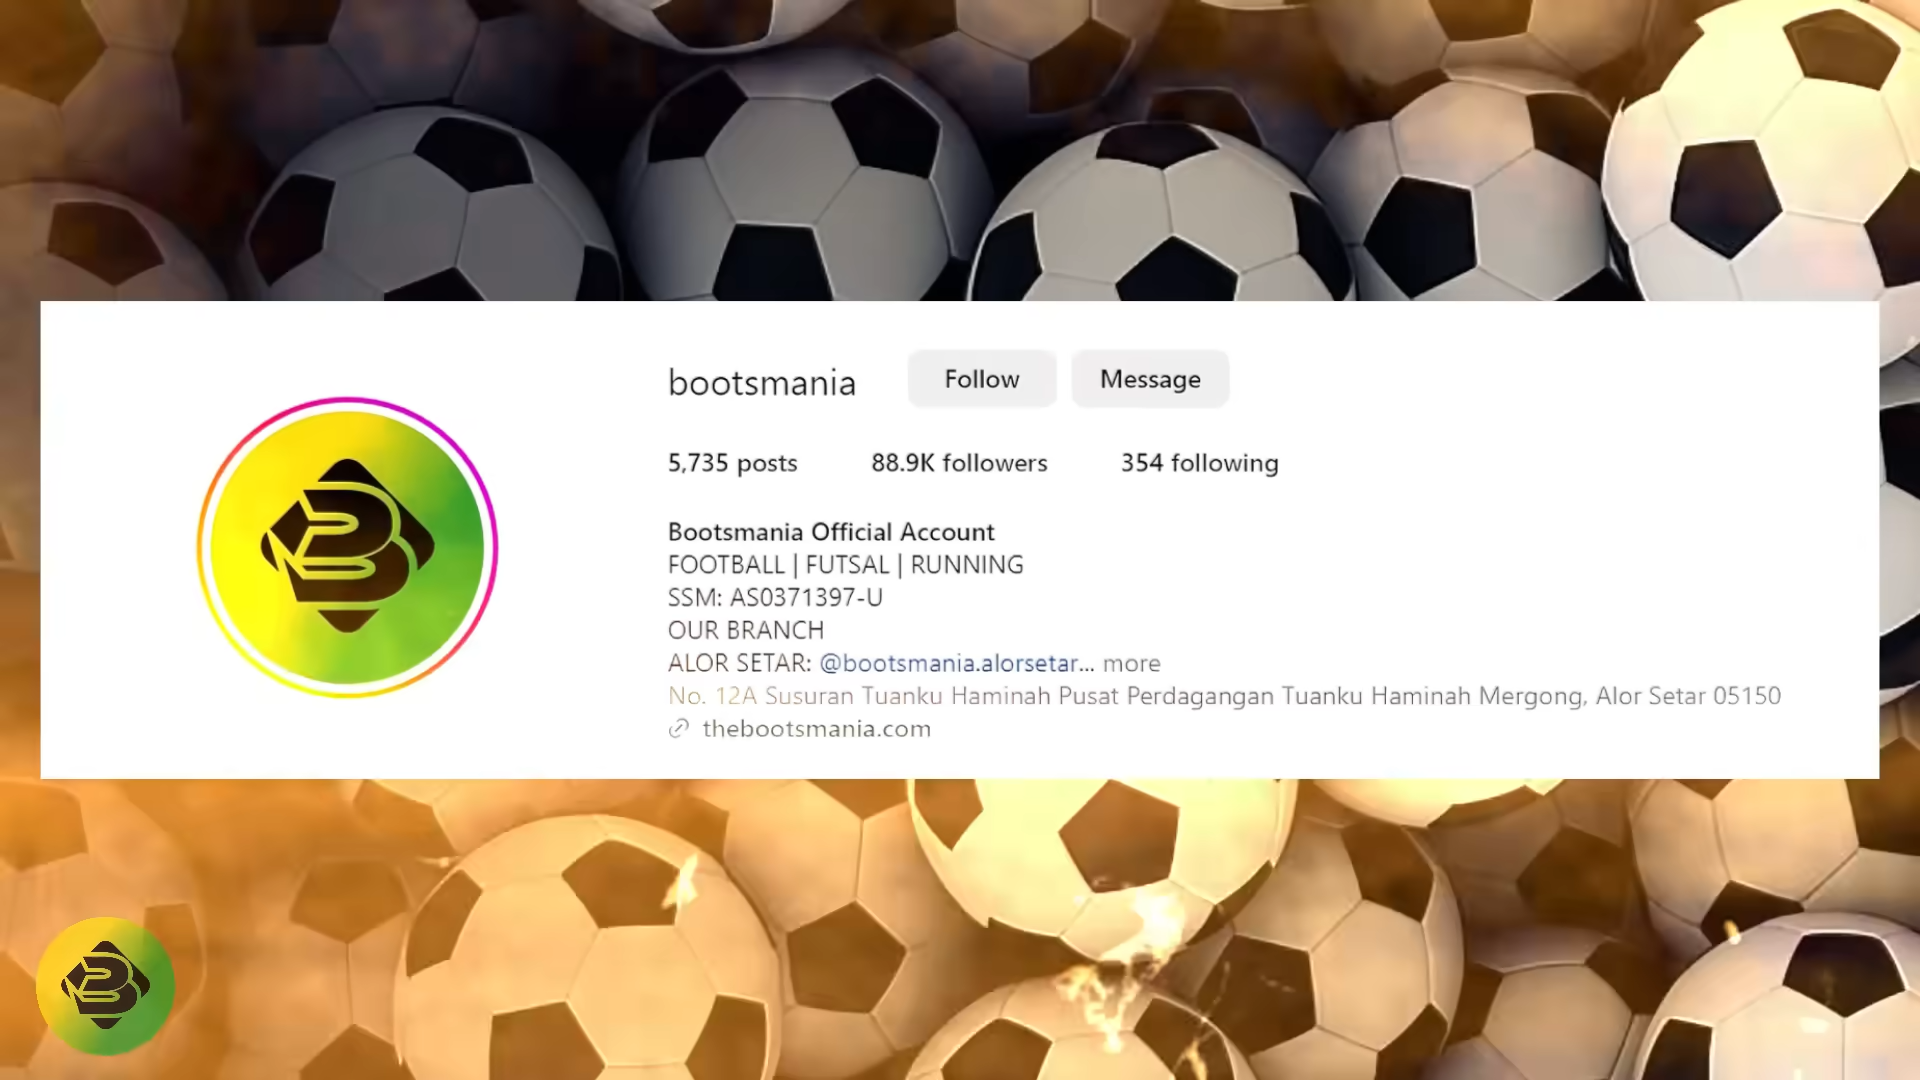 bootsmania Follow Message
5,735 posts 88.9K followers 354 following
Bootsmania Official Account
FOOTBALL | FUTSAL | RUNNING
SSM: AS0371397-U
OUR BRANCH
ALOR SETAR: @bootsmania.alorsetar... more
No. 12A Susuran Tuanku Haminah Pusat Perdagangan Tuanku Haminah Mergong, Alor Setar 05150
thebootsmania.com